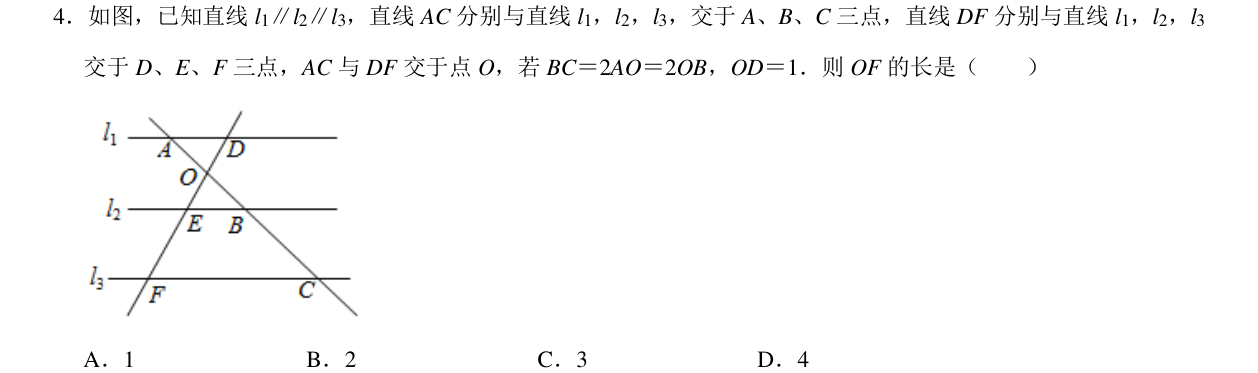 4．如图，已知直线 l1∥l2∥l3，直线 AC 分别与直线 l1，l2，l3，交于 A、B、C 三点，直线 DF 分别与直线 l1，l2，l3
交于 D、E、F 三点，AC 与 DF 交于点 O，若 BC＝2AO＝2OB，OD＝1．则 OF 的长是（　　）
l1
A D
O
l2
E B
l3
F C
A．1 B．2 C．3 D．4